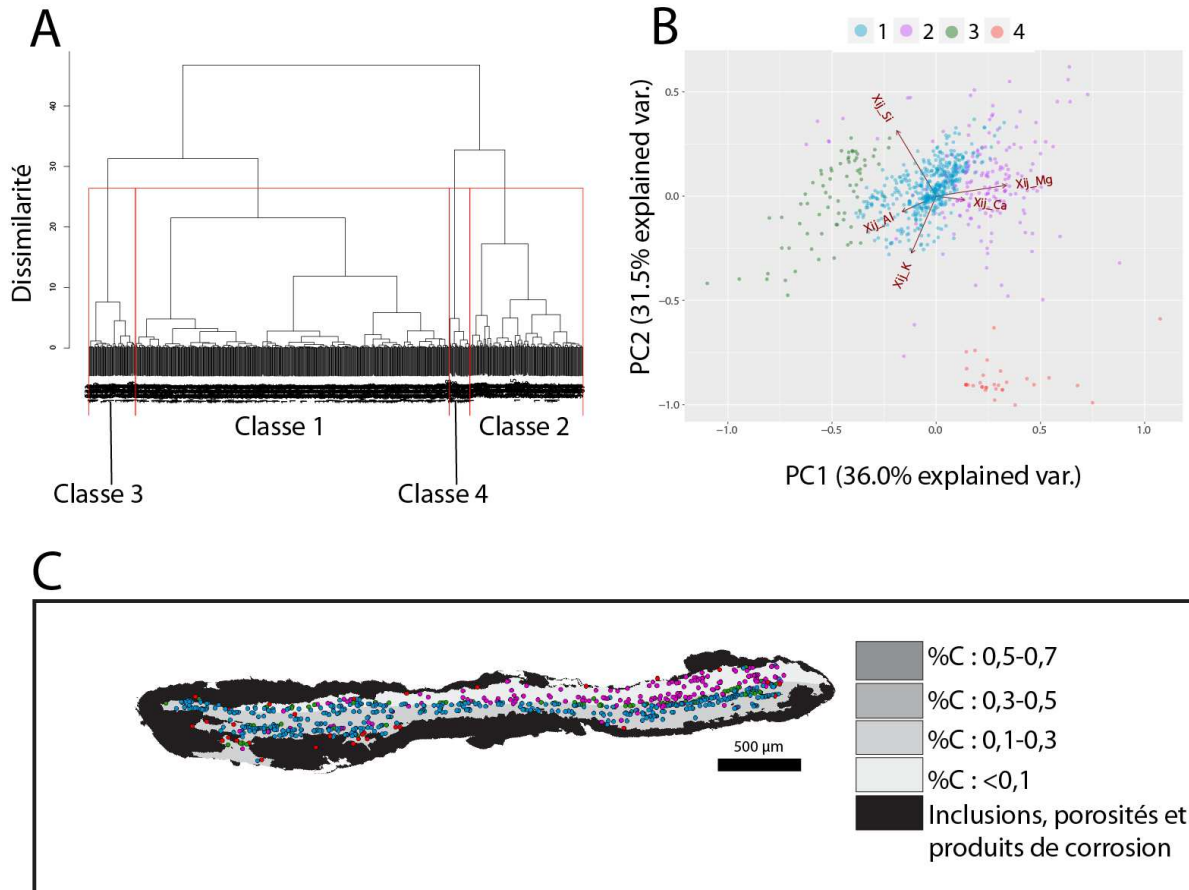 A
Dissimilarité
40
30
20
10
0
Classe 1
Classe 2
Classe 3
Classe 4
B
1 2 3 4
PC2 (31.5% explained var.)
0.5
0.0
−0.5
−1.0
Xij_Si
Xij_Mg
Xij_Ca
Xij_Al
Xij_K
−1.0 −0.5 0.0 0.5 1.0
PC1 (36.0% explained var.)
C
500 µm
%C : 0,5-0,7
%C : 0,3-0,5
%C : 0,1-0,3
%C : <0,1
Inclusions, porosités et
produits de corrosion